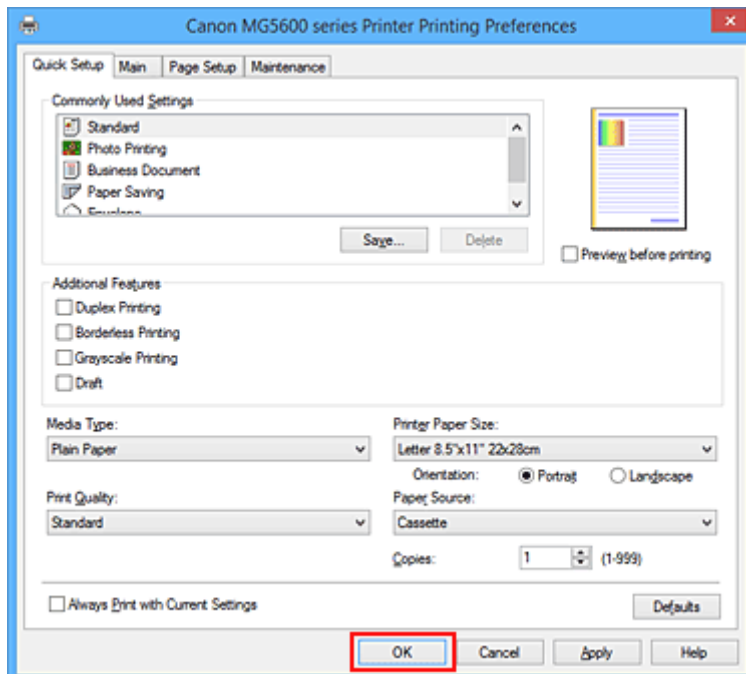 Canon MG5600 series Printer Printing Preferences
Quick Setup Main Page Setup Maintenance
Commonly Used Settings
Standard
Photo Printing
Business Document
Paper Saving
Envelope
Save... Delete
Preview before printing
Additional Features
Duplex Printing
Borderless Printing
Grayscale Printing
Draft
Media Type: Printer Paper Size:
Plain Paper Letter 8.5"x11" 22x28cm
Orientation: Portrait Landscape
Print Quality: Paper Source:
Standard Cassette
Copies: 1 (1-999)
Always Print with Current Settings Defaults
OK Cancel Apply Help